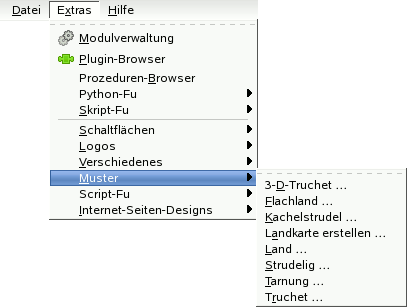 Datei Extras Hilfe
Modulverwaltung
Plugin-Browser
Prozeduren-Browser
Python-Fu
Skript-Fu
Schaltflächen
Logos
Verschiedenes
Muster
Script-Fu
Internet-Seiten-Designs
3-D-Truchet ...
Flachland ...
Kachelstrudel ...
Landkarte erstellen ...
Land ...
Strudelig ...
Tarnung ...
Truchet ...